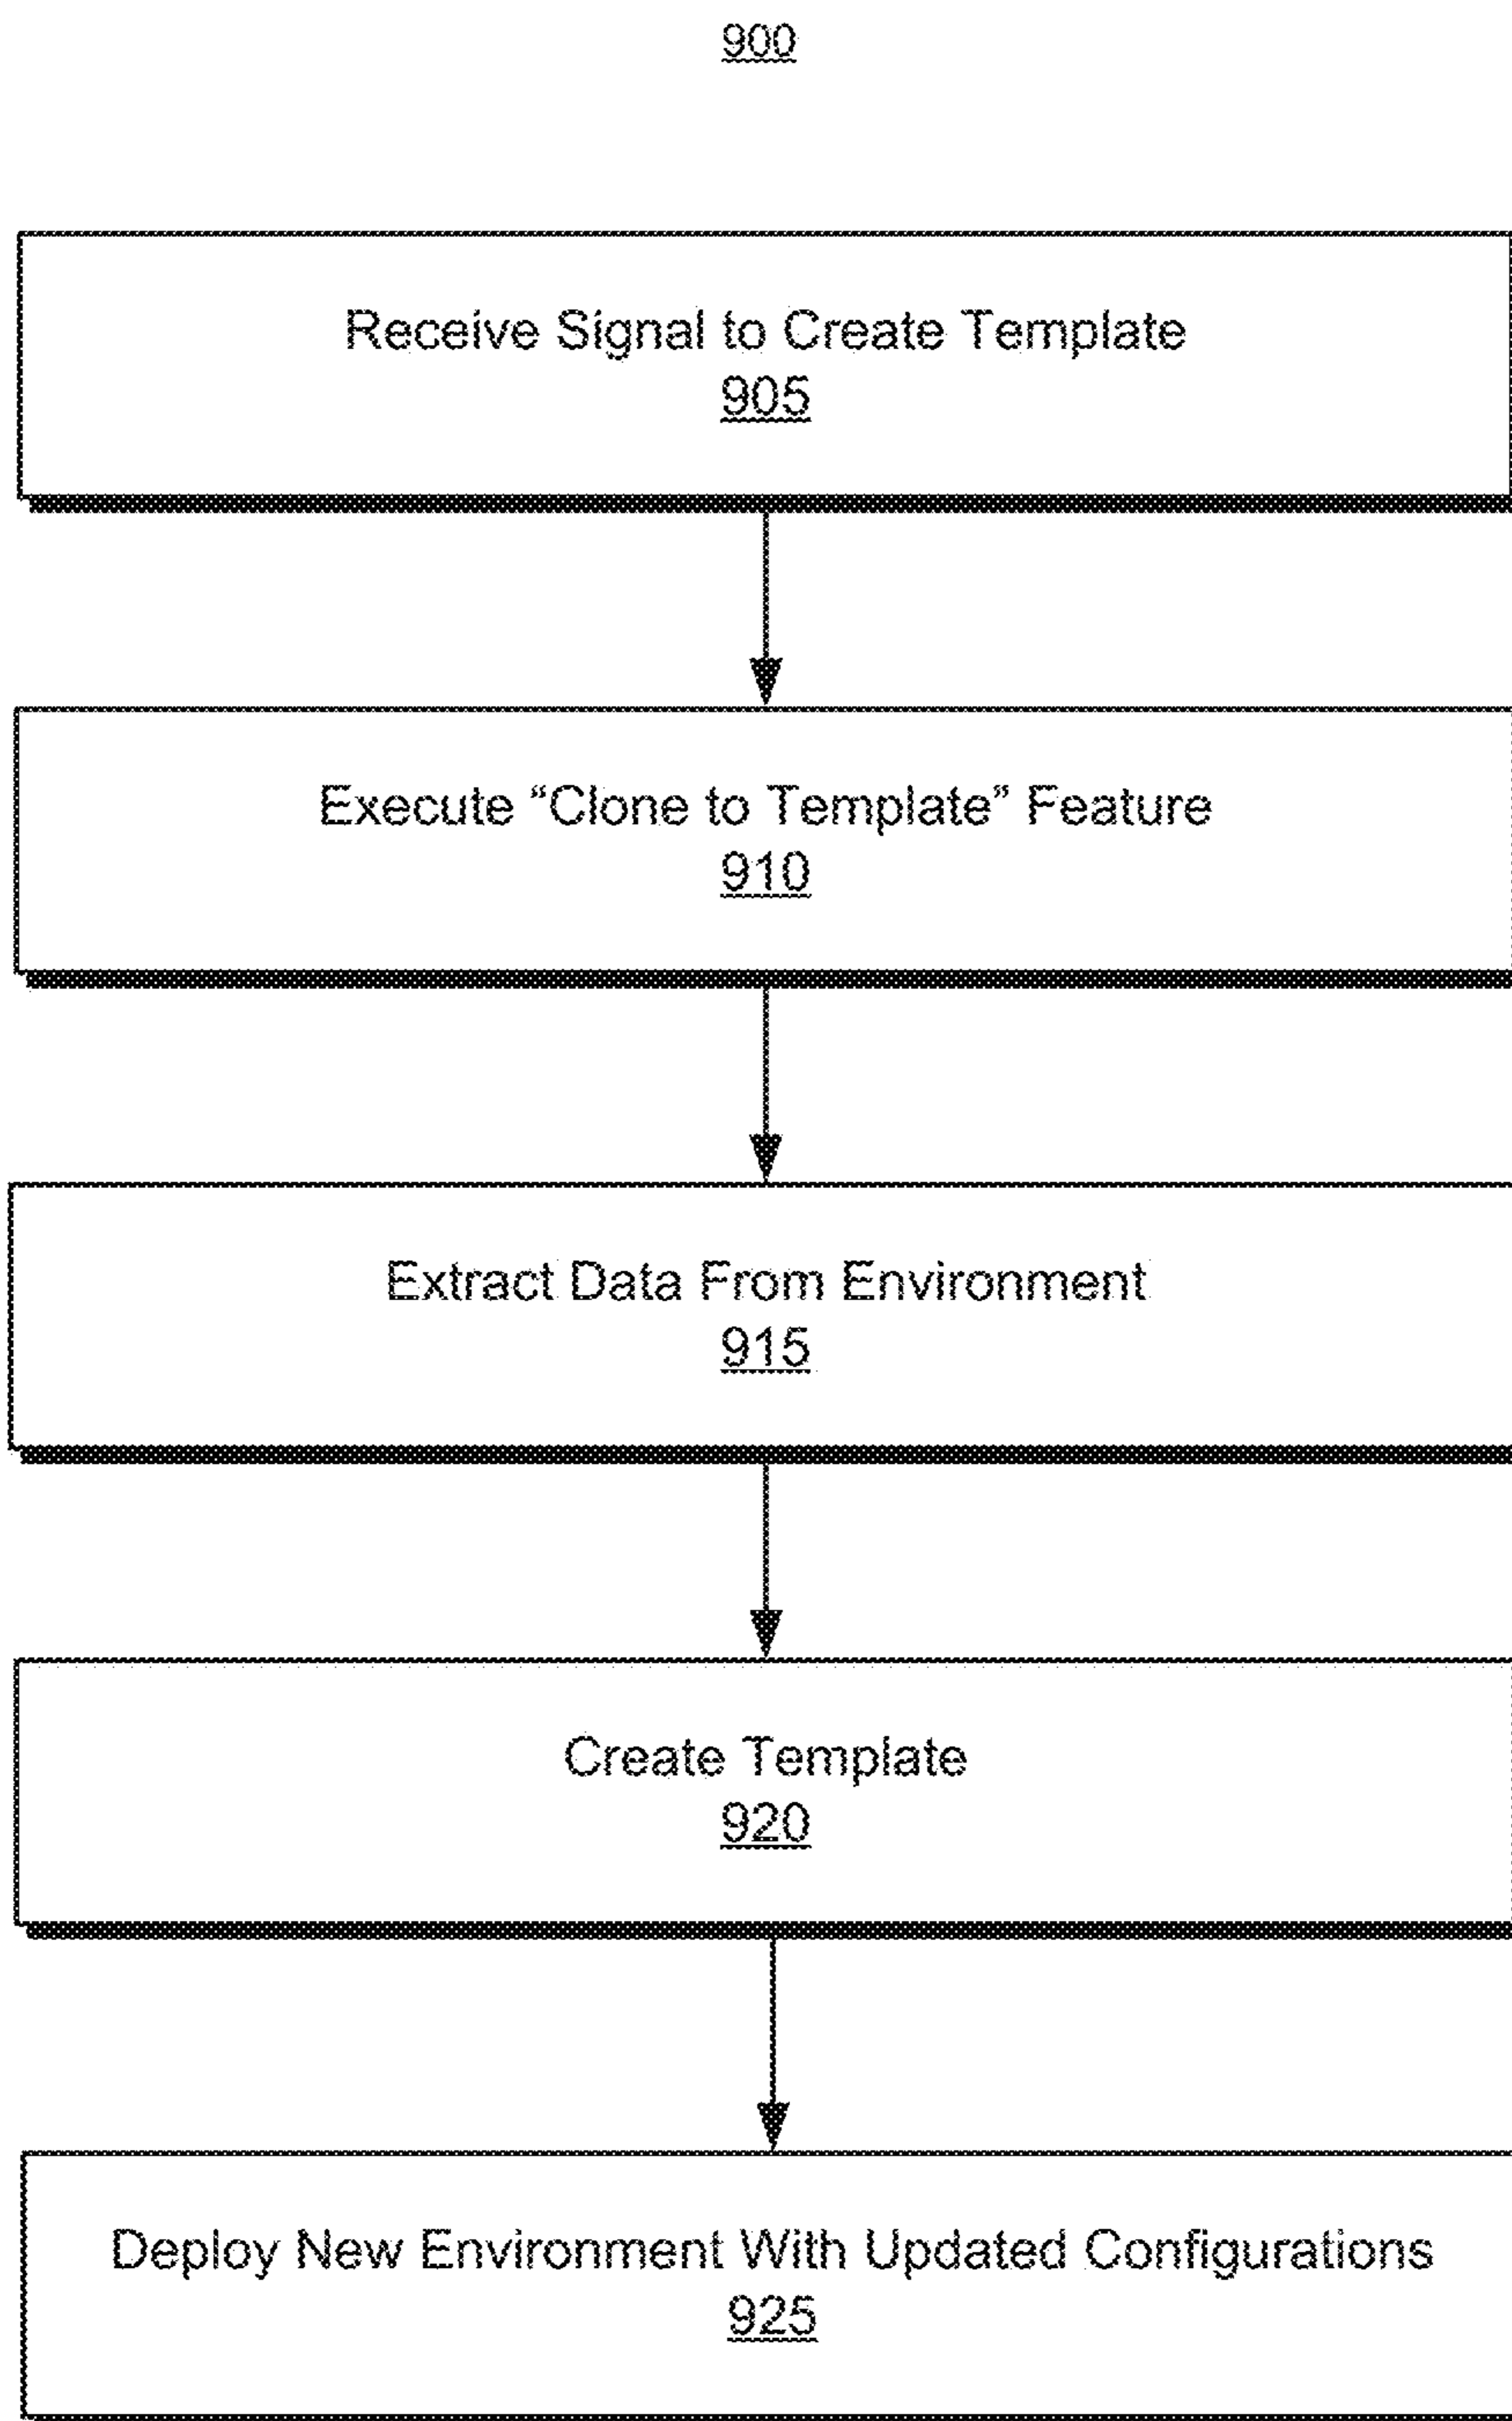 900
Receive Signal to Create Template
905
Execute “Clone to Template” Feature
910
Extract Data From Environment
915
Create Template
920
Deploy New Environment With Updated Configurations
925